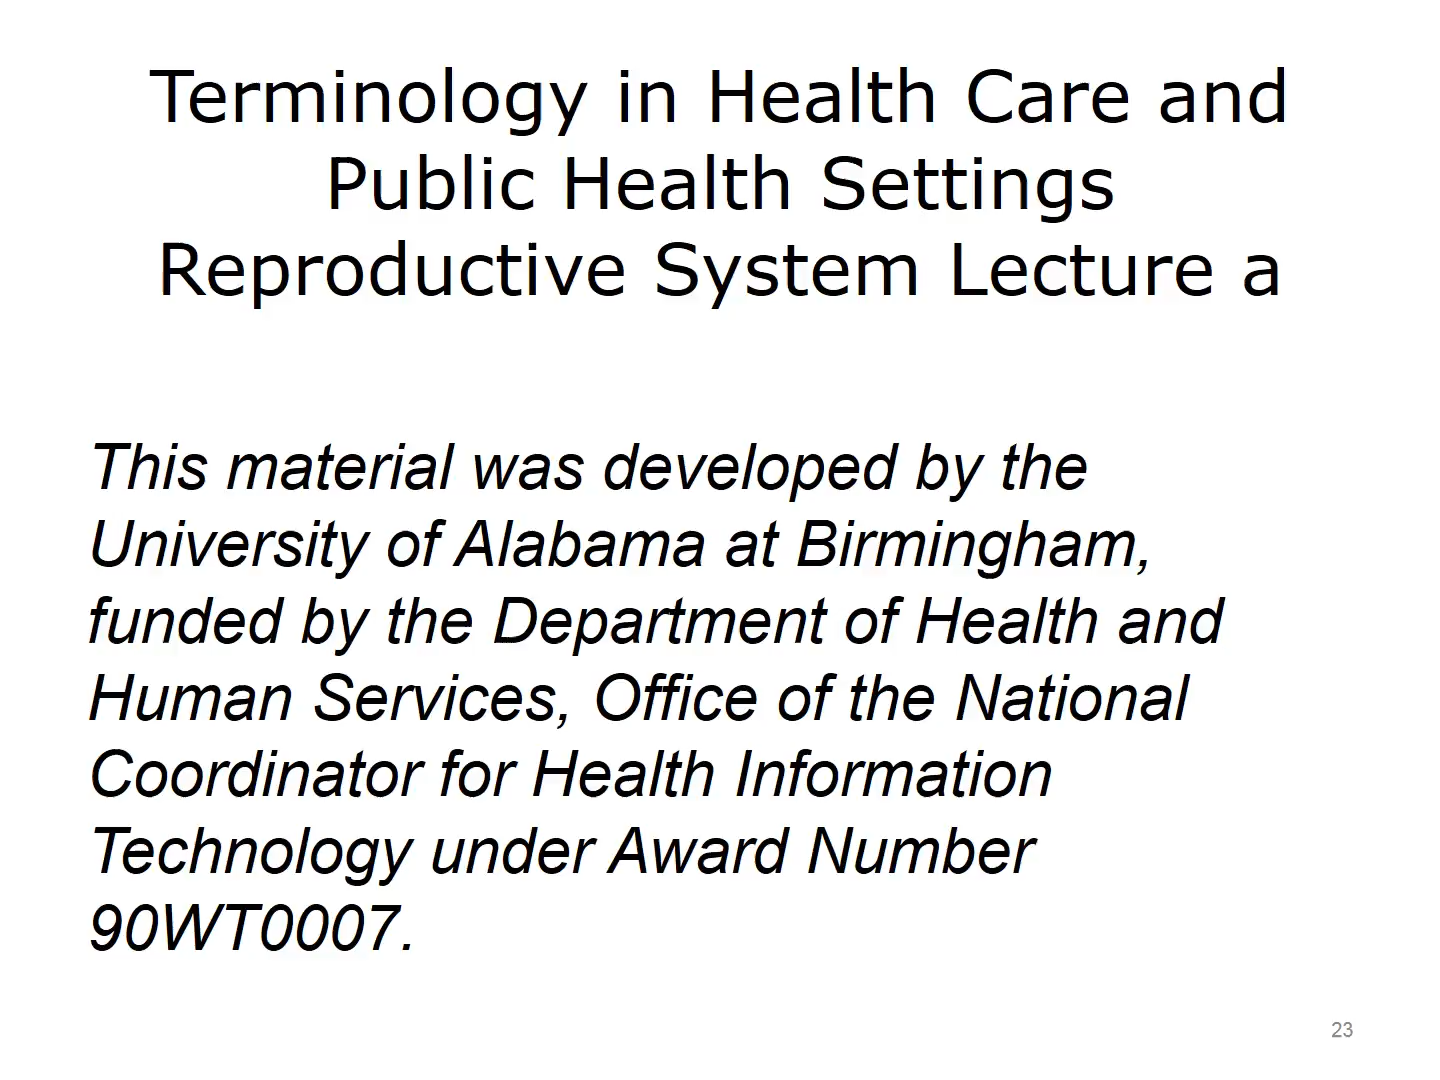 Terminology in Health Care and
Public Health Settings
Reproductive System Lecture a
This material was developed by the
University of Alabama at Birmingham,
funded by the Department of Health and
Human Services, Office of the National
Coordinator for Health Information
Technology under Award Number
90WT0007.
23